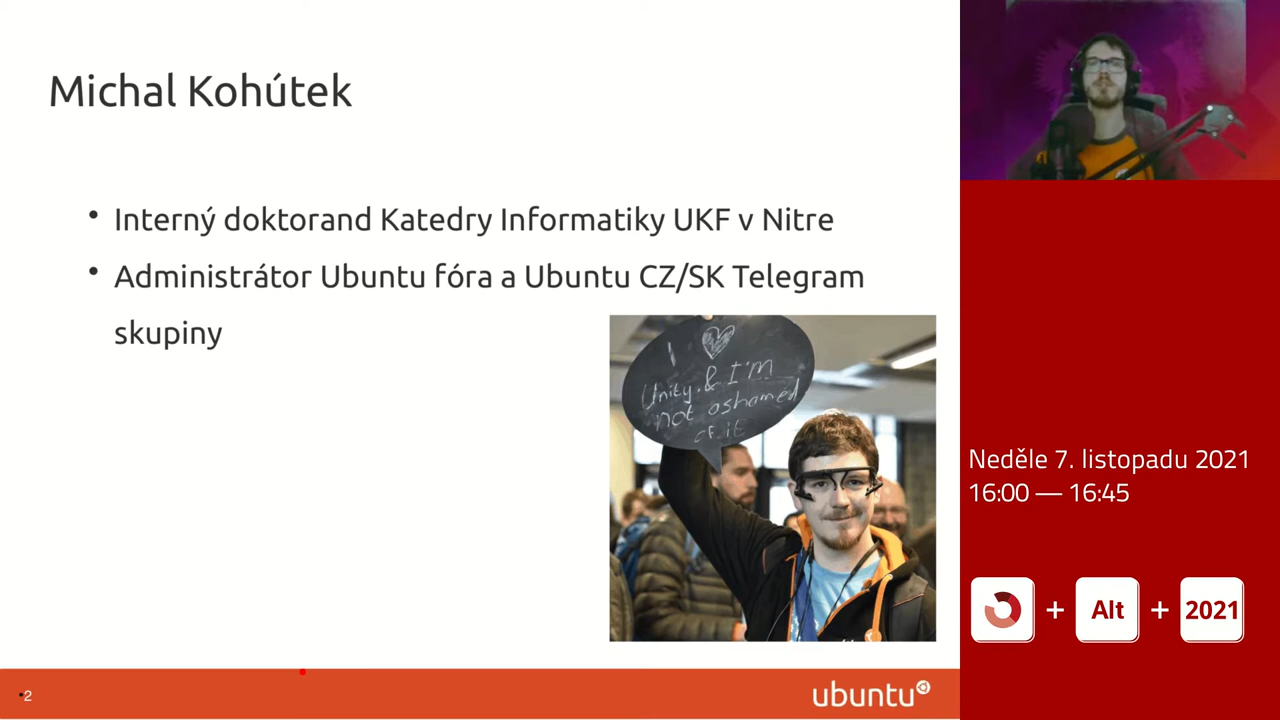 Michal Kohútek
• Interný doktorand Katedry Informatiky UKF v Nitre
• Administrátor Ubuntu fóra a Ubuntu CZ/SK Telegram
skupiny
I ♡
Unity & I'm
not ashamed
of it
Neděle 7. listopadu 2021
16:00 — 16:45
+ Alt + 2021
•2
ubuntu